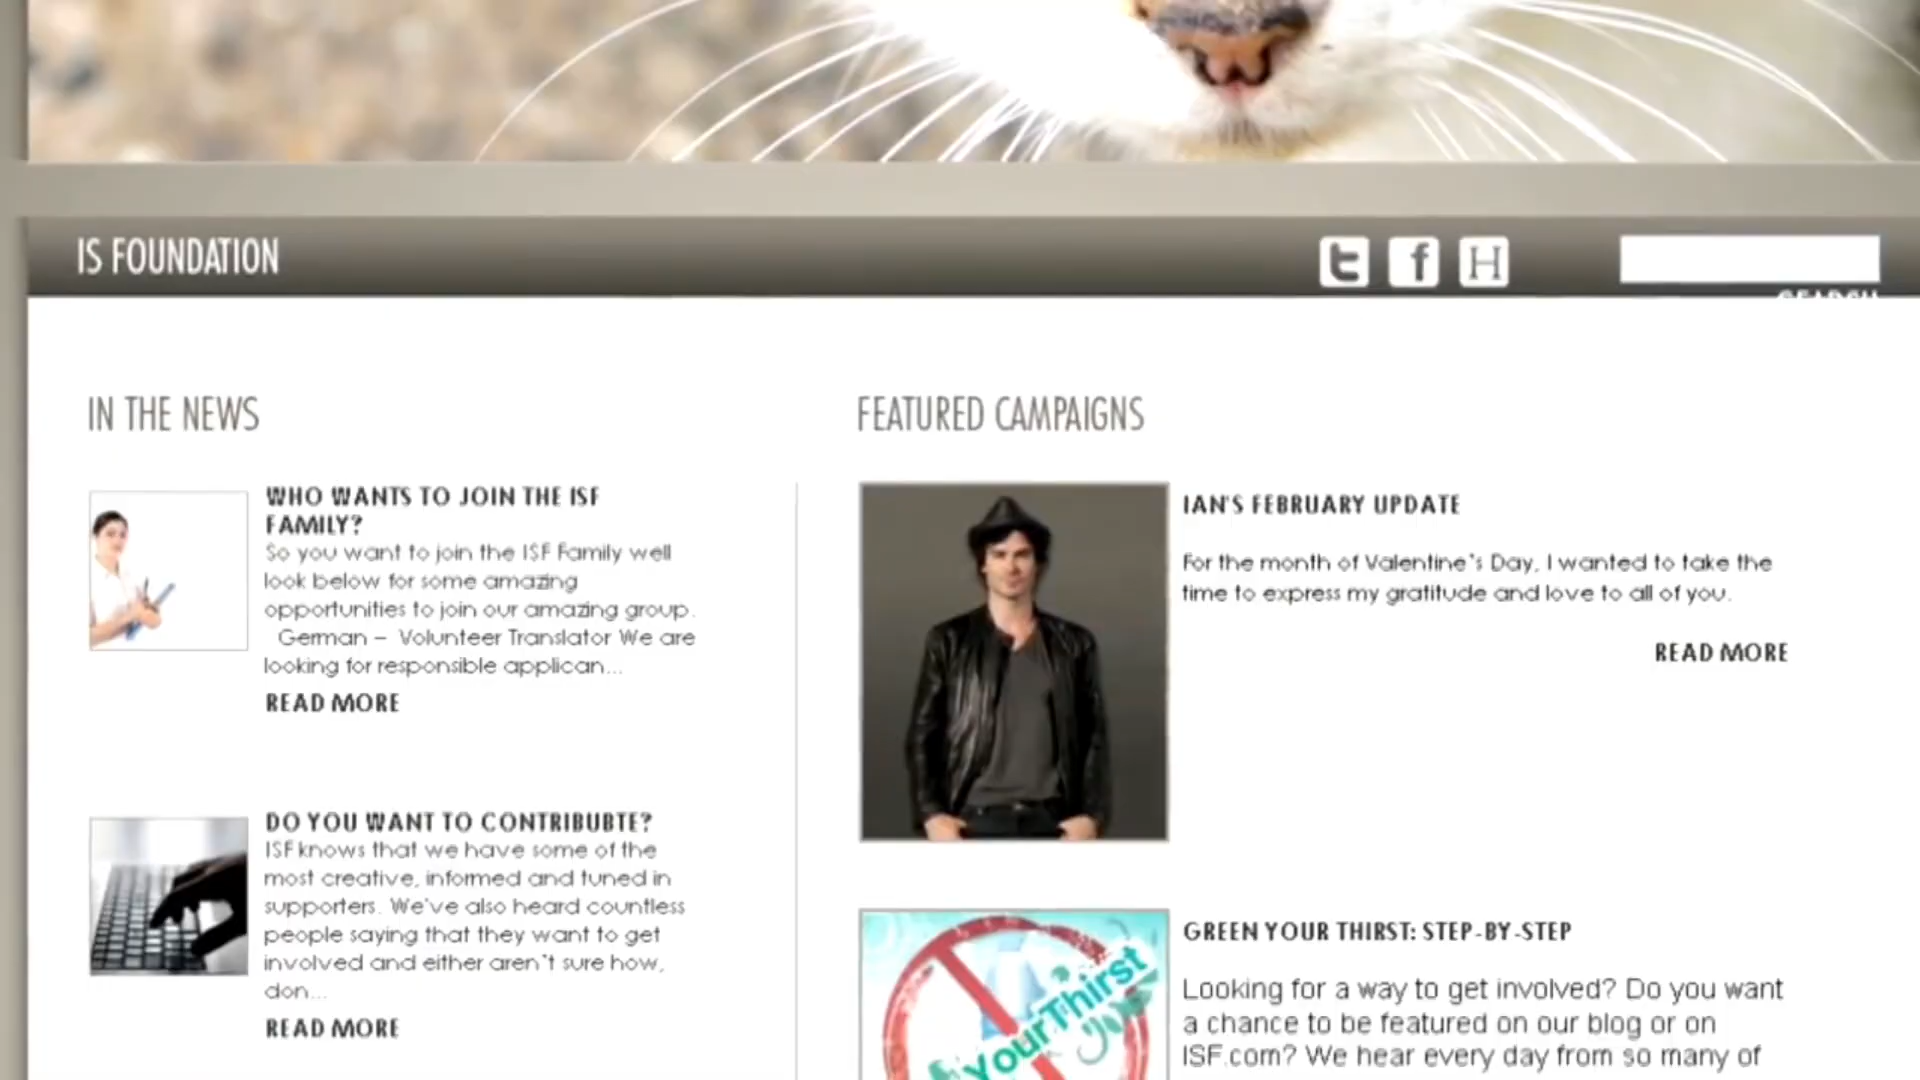 IS FOUNDATION
t f H
SEARCH
IN THE NEWS
WHO WANTS TO JOIN THE ISF
FAMILY?
So you want to join the ISF Family well
look below for some amazing
opportunities to join our amazing group.
German – Volunteer Translator We are
looking for responsible applican...
READ MORE
DO YOU WANT TO CONTRIBUBTE?
ISF knows that we have some of the
most creative, informed and tuned in
supporters. We've also heard countless
people saying that they want to get
involved and either aren't sure how,
don...
READ MORE
FEATURED CAMPAIGNS
IAN'S FEBRUARY UPDATE
For the month of Valentine's Day, I wanted to take the
time to express my gratitude and love to all of you.
READ MORE
YourThirst
GREEN YOUR THIRST: STEP-BY-STEP
Looking for a way to get involved? Do you want
a chance to be featured on our blog or on
ISF.com? We hear every day from so many of